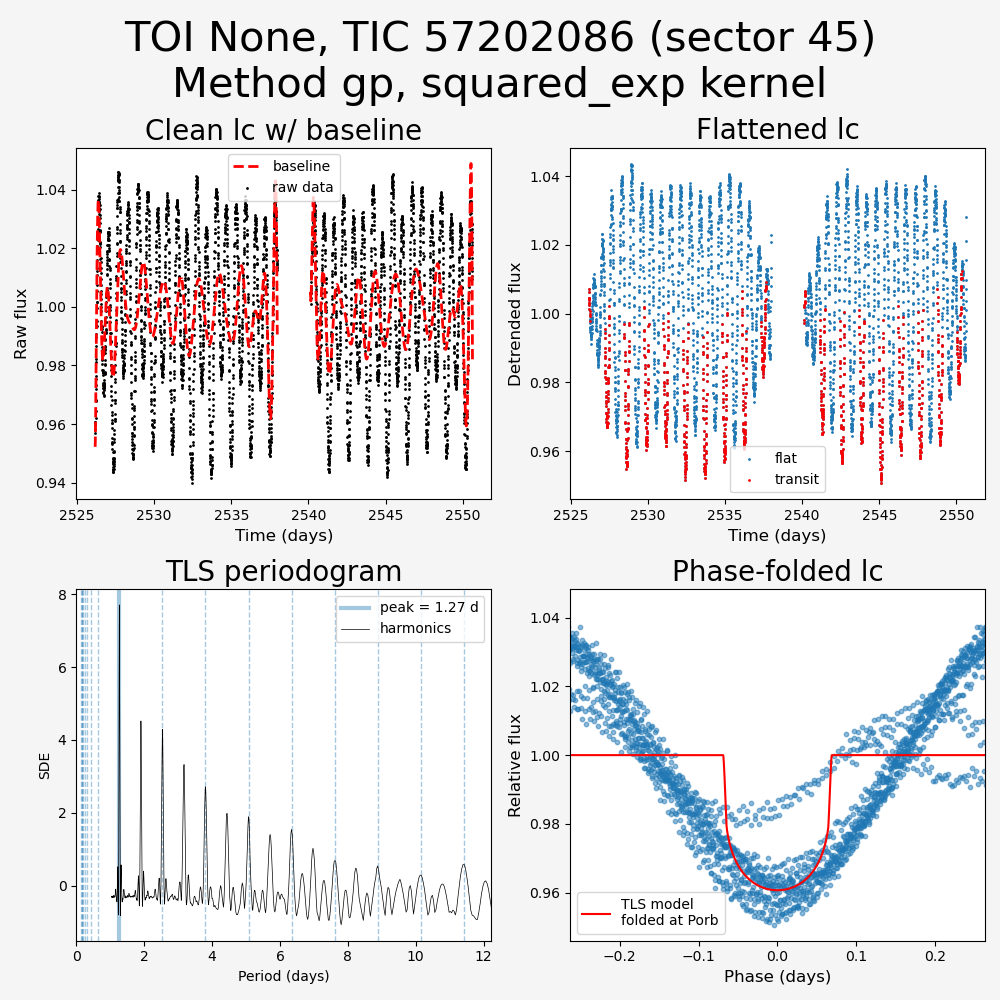 TOI None, TIC 57202086 (sector 45)
Method gp, squared_exp kernel
Clean lc w/ baseline
baseline
raw data
1.04
1.02
1.00
0.98
0.96
0.94
Raw flux
2525
2530
2535
2540
2545
2550
Time (days)
Flattened lc
flat
transit
1.04
1.02
1.00
0.98
0.96
Detrended flux
2525
2530
2535
2540
2545
2550
Time (days)
TLS periodogram
peak = 1.27 d
harmonics
8
6
4
2
0
SDE
0
2
4
6
8
10
12
Period (days)
Phase-folded lc
TLS model
folded at Porb
1.04
1.02
1.00
0.98
0.96
Relative flux
−0.2
−0.1
0.0
0.1
0.2
Phase (days)